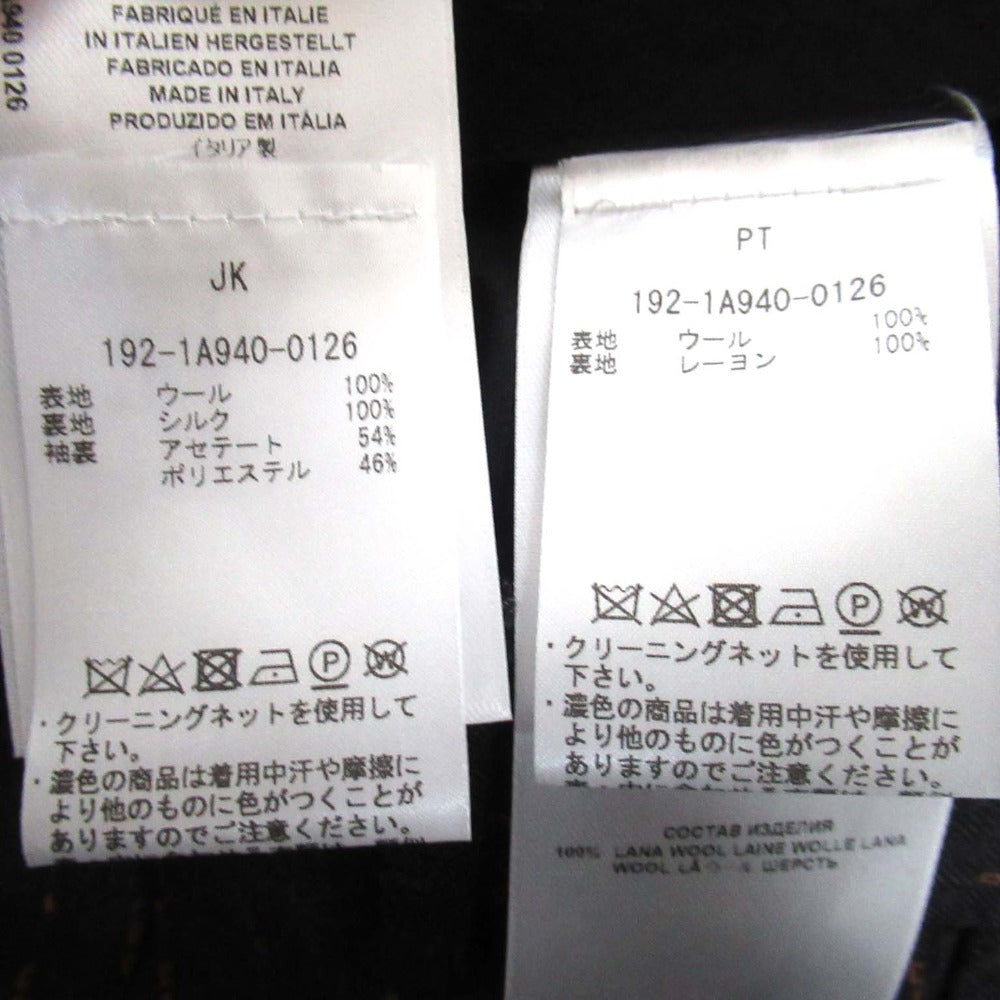 940 0126
FABRIQUÉ EN ITALIE
IN ITALIEN HERGESTELLT
FABRICADO EN ITALIA
MADE IN ITALY
PRODUZIDO EM ITÁLIA
イタリア製
JK
192-1A940-0126
表地 ウール 100%
裏地 シルク 100%
袖裏 アセテート 54%
ポリエステル 46%
P W
・クリーニングネットを使用して
下さい。
・濃色の商品は着用中汗や摩擦に
より他のものに色がつくことが
ありますのでご注意ください。
PT
192-1A940-0126
表地 ウール 100%
裏地 レーヨン 100%
P W
・クリーニングネットを使用して
下さい。
・濃色の商品は着用中汗や摩擦に
より他のものに色がつくことが
ありますのでご注意ください。
СОСТАВ ИЗДЕЛИЯ
100% LANA WOOL LAINE WOLLE LANA
WOOL LÃ ウール ШЕРСТЬ